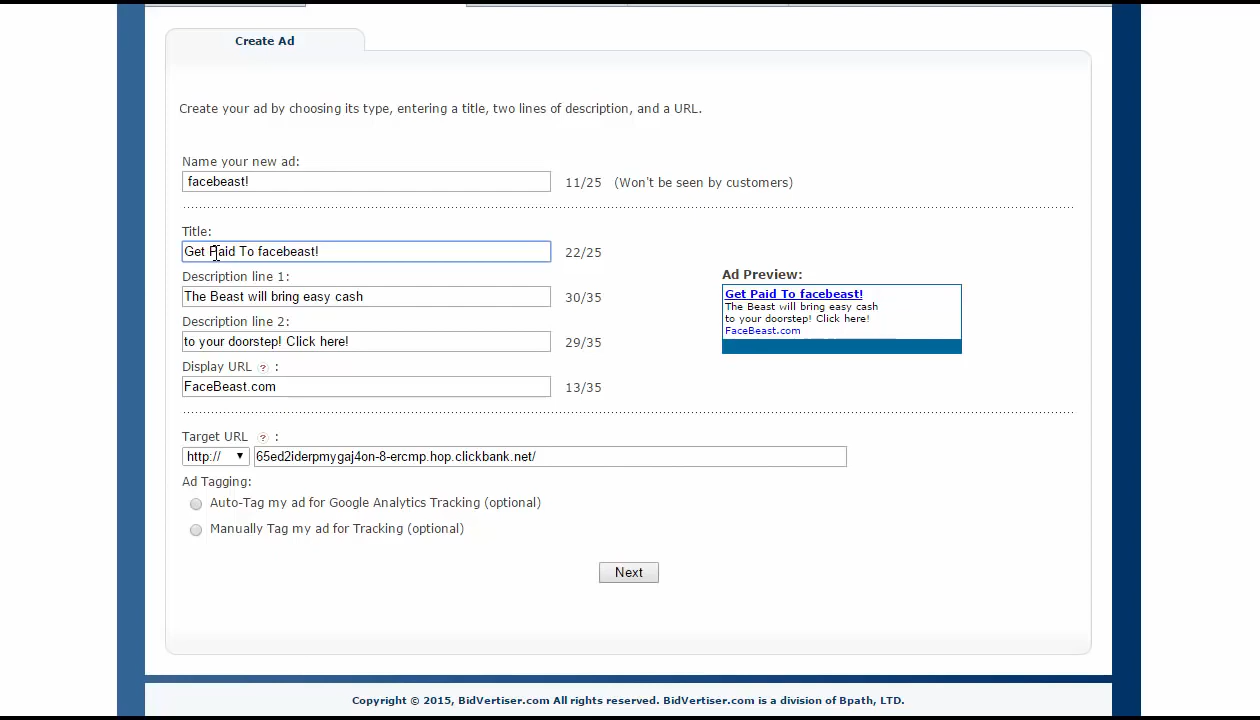 Create Ad
Create your ad by choosing its type, entering a title, two lines of description, and a URL.
Name your new ad:
facebeast!
11/25 (Won't be seen by customers)
Title:
Get Paid To facebeast!
22/25
Description line 1:
The Beast will bring easy cash
30/35
Description line 2:
to your doorstep! Click here!
29/35
Display URL ? :
FaceBeast.com
13/35
Ad Preview:
Get Paid To facebeast!
The Beast will bring easy cash
to your doorstep! Click here!
FaceBeast.com
Target URL ? :
http:// 65ed2iderpmygaj4on-8-ercmp.hop.clickbank.net/
Ad Tagging:
Auto-Tag my ad for Google Analytics Tracking (optional)
Manually Tag my ad for Tracking (optional)
Next
Copyright © 2015, BidVertiser.com All rights reserved. BidVertiser.com is a division of Bpath, LTD.